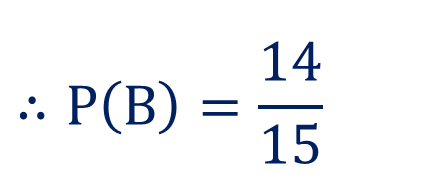 ∴ P(B) = 14/15